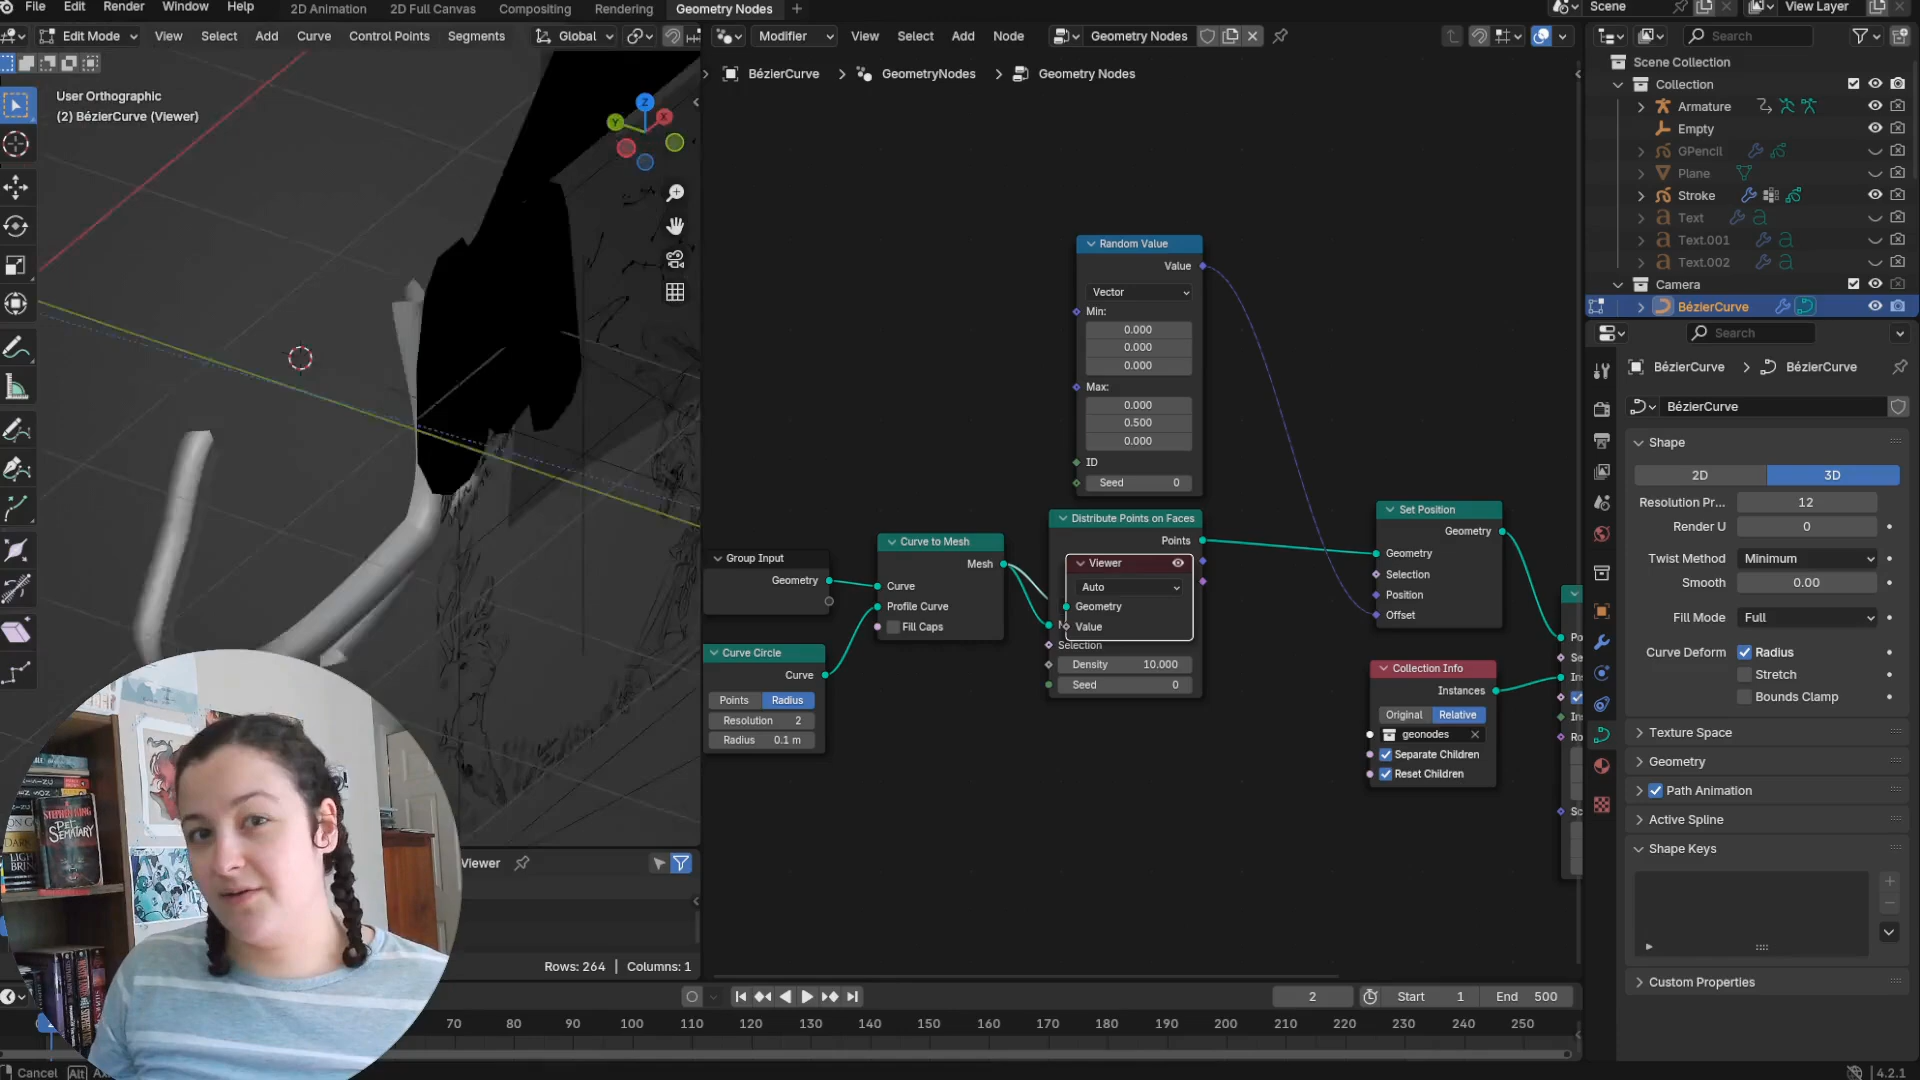 File Edit Render Window Help 2D Animation 2D Full Canvas Compositing Rendering Geometry Nodes + Scene View Layer
Edit Mode View Select Add Curve Control Points Segments Global Modifier View Select Add Node Geometry Nodes Search
User Orthographic
(2) BézierCurve (Viewer)
Z
Y
X
BézierCurve GeometryNodes Geometry Nodes
Random Value
Value
Vector
Min:
0.000
0.000
0.000
Max:
0.000
0.500
0.000
ID
Seed 0
Group Input
Geometry
Curve Circle
Curve
Points Radius
Resolution 2
Radius 0.1 m
Curve to Mesh
Mesh
Curve
Profile Curve
Fill Caps
Distribute Points on Faces
Points
Viewer
Auto
Geometry
Value
Selection
Density 10.000
Seed 0
Set Position
Geometry
Geometry
Selection
Position
Offset
Collection Info
Instances
Original Relative
geonodes
Separate Children
Reset Children
Scene Collection
Collection
Armature
Empty
GPencil
Plane
Stroke
Text
Text.001
Text.002
Camera
BézierCurve
Search
BézierCurve BézierCurve
BézierCurve
Shape
2D 3D
Resolution Pr... 12
Render U 0
Twist Method Minimum
Smooth 0.00
Fill Mode Full
Curve Deform Radius
Stretch
Bounds Clamp
Texture Space
Geometry
Path Animation
Active Spline
Shape Keys
Custom Properties
Viewer
Rows: 264 | Columns: 1
2 Start 1 End 500
70 80 90 100 110 120 130 140 150 160 170 180 190 200 210 220 230 240 250
STEPHEN KING
PET SEMATARY
Cancel Alt
4.2.1